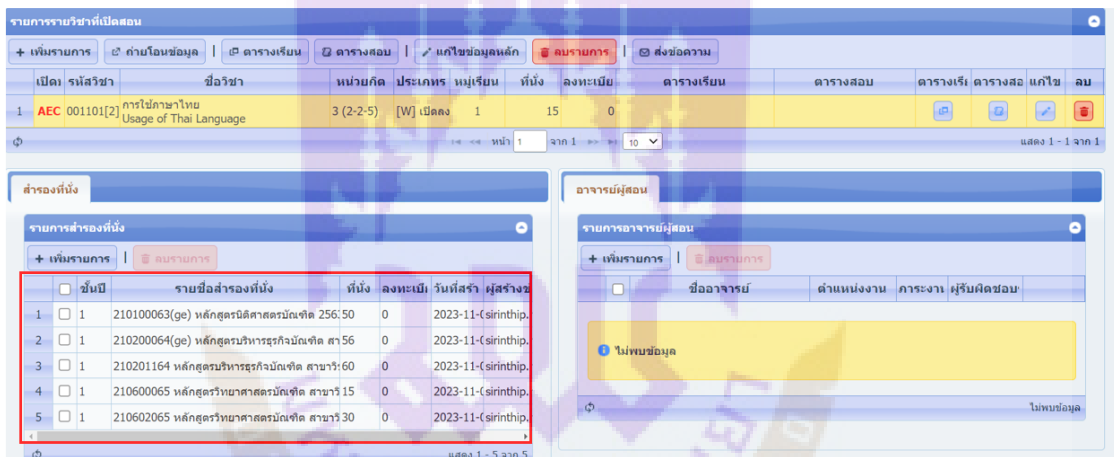 รายการรายวิชาที่เปิดสอน
+ เพิ่มรายการ ถ่ายโอนข้อมูล | ตารางเรียน ตารางสอบ | แก้ไขข้อมูลหลัก ลบรายการ | ส่งข้อความ
เปิดเ รหัสวิชา ชื่อวิชา หน่วยกิต ประเภทร หมู่เรียน ที่นั่ง ลงทะเบีย ตารางเรียน ตารางสอบ ตารางเรี ตารางสอ แก้ไข ลบ
1 AEC 001101[2] การใช้ภาษาไทย
Usage of Thai Language 3 (2-2-5) [W] เปิดลง 1 15 0
หน้า 1 จาก 1 10 แสดง 1 - 1 จาก 1
สำรองที่นั่ง
รายการสำรองที่นั่ง
+ เพิ่มรายการ | ลบรายการ
ชั้นปี รายชื่อสำรองที่นั่ง ที่นั่ง ลงทะเบี วันที่สร้า ผู้สร้างข
1 1 210100063(ge) หลักสูตรนิติศาสตรบัณฑิต 256 50 0 2023-11-0 sirinthip.
2 1 210200064(ge) หลักสูตรบริหารธุรกิจบัณฑิต สา 56 0 2023-11-0 sirinthip.
3 1 210201164 หลักสูตรบริหารธุรกิจบัณฑิต สาขาวิ 60 0 2023-11-0 sirinthip.
4 1 210600065 หลักสูตรวิทยาศาสตรบัณฑิต สาขาวิ 15 0 2023-11-0 sirinthip.
5 1 210602065 หลักสูตรวิทยาศาสตรบัณฑิต สาขาวิ 30 0 2023-11-0 sirinthip.
แสดง 1 - 5 จาก 5
อาจารย์ผู้สอน
รายการอาจารย์ผู้สอน
+ เพิ่มรายการ | ลบรายการ
ชื่ออาจารย์ ตำแหน่งงาน ภาระงาน ผู้รับผิดชอบ
ไม่พบข้อมูล
ไม่พบข้อมูล